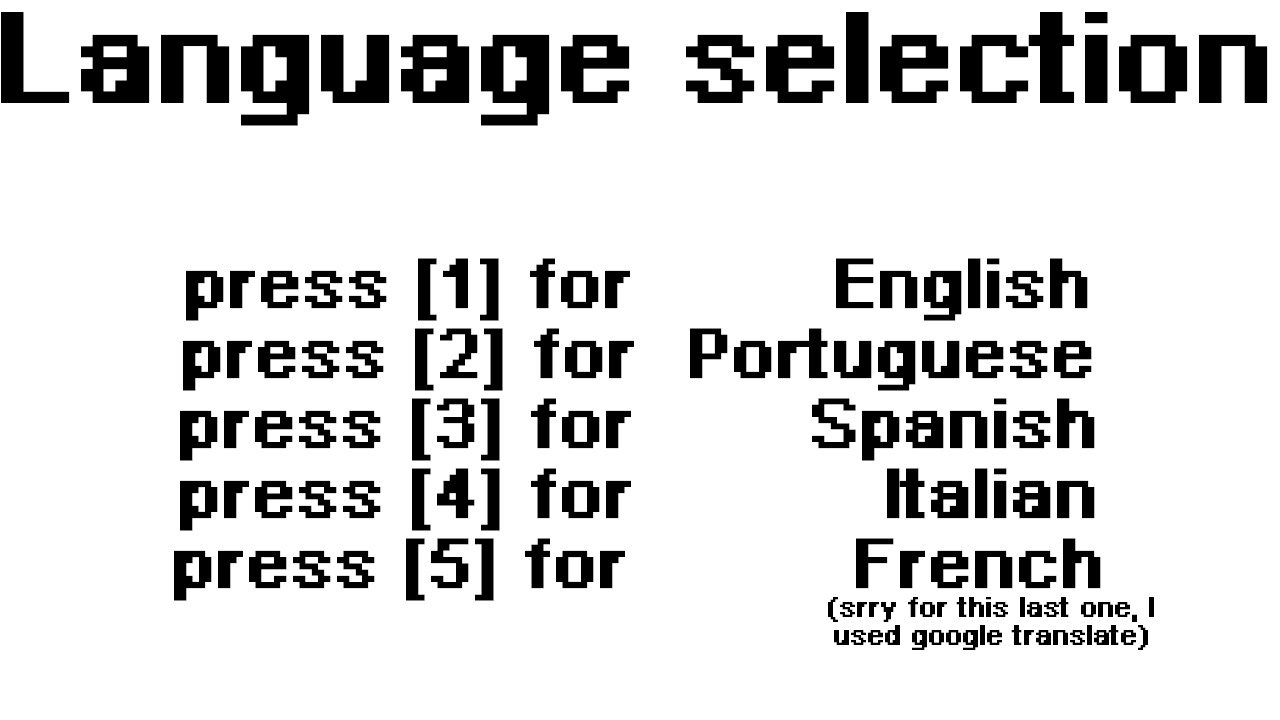 Language selection
press [1] for English
press [2] for Portuguese
press [3] for Spanish
press [4] for Italian
press [5] for French
(srry for this last one, I
used google translate)